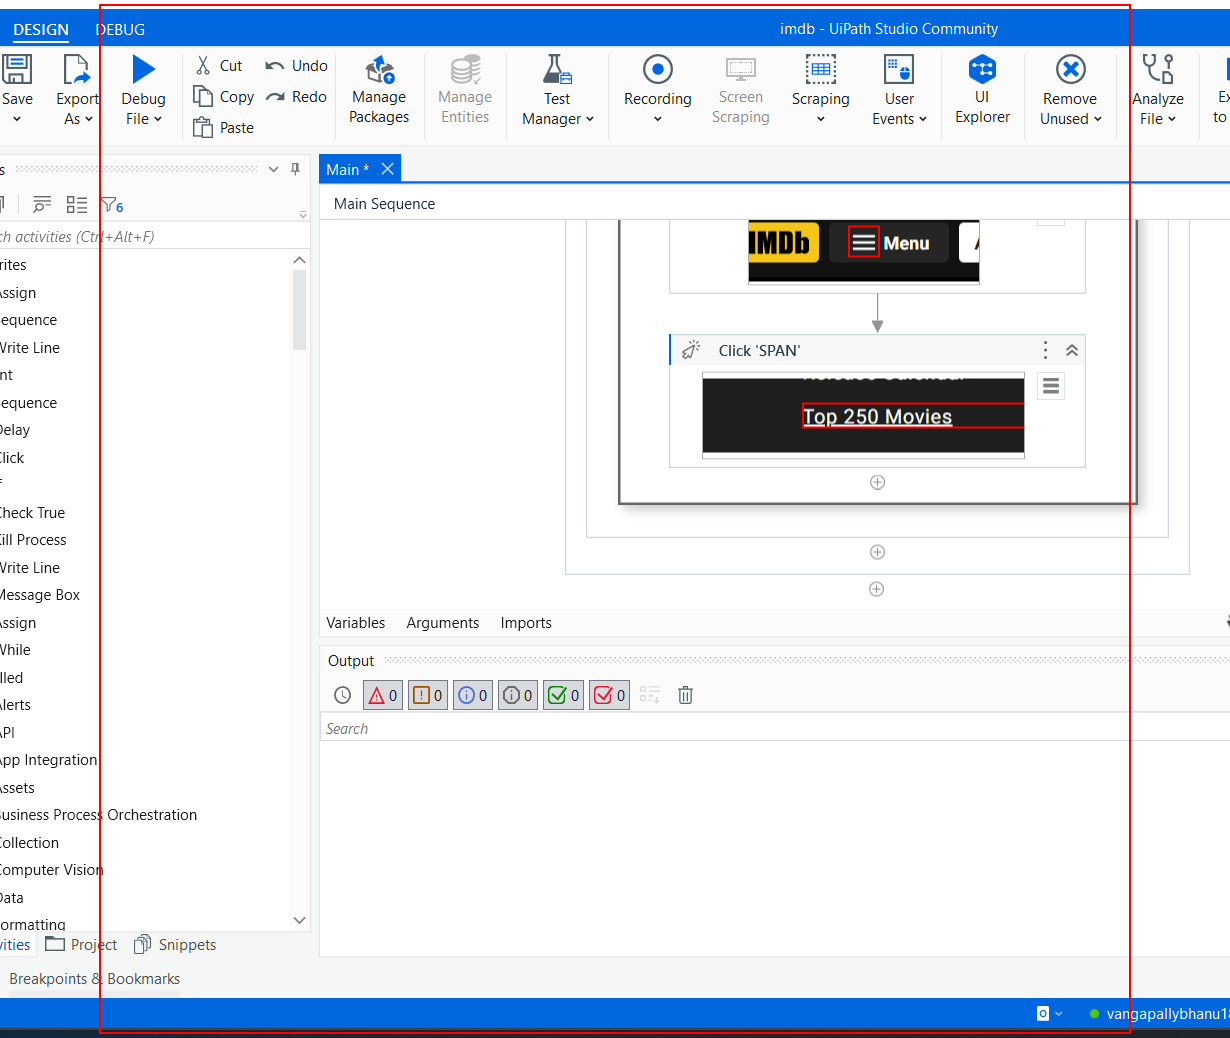 DESIGN DEBUG imdb - UiPath Studio Community
Save
Export
As
Debug
File
Cut
Copy
Paste
Undo
Redo
Manage
Packages
Manage
Entities
Test
Manager
Recording
Screen
Scraping
Scraping
User
Events
UI
Explorer
Remove
Unused
Analyze
File
Ex
to
s
6
ch activities (Ctrl+Alt+F)
rites
Assign
equence
Write Line
nt
equence
Delay
Click
f
Check True
Kill Process
Write Line
Message Box
Assign
While
lled
Alerts
API
App Integration
Assets
Business Process Orchestration
Collection
Computer Vision
Data
ormatting
vities Project Snippets
Breakpoints & Bookmarks
Main *
Main Sequence
IMDb Menu A
Click 'SPAN'
Top 250 Movies
Variables Arguments Imports
Output
0 0 0 0 0 0
Search
vangapallybhanu18